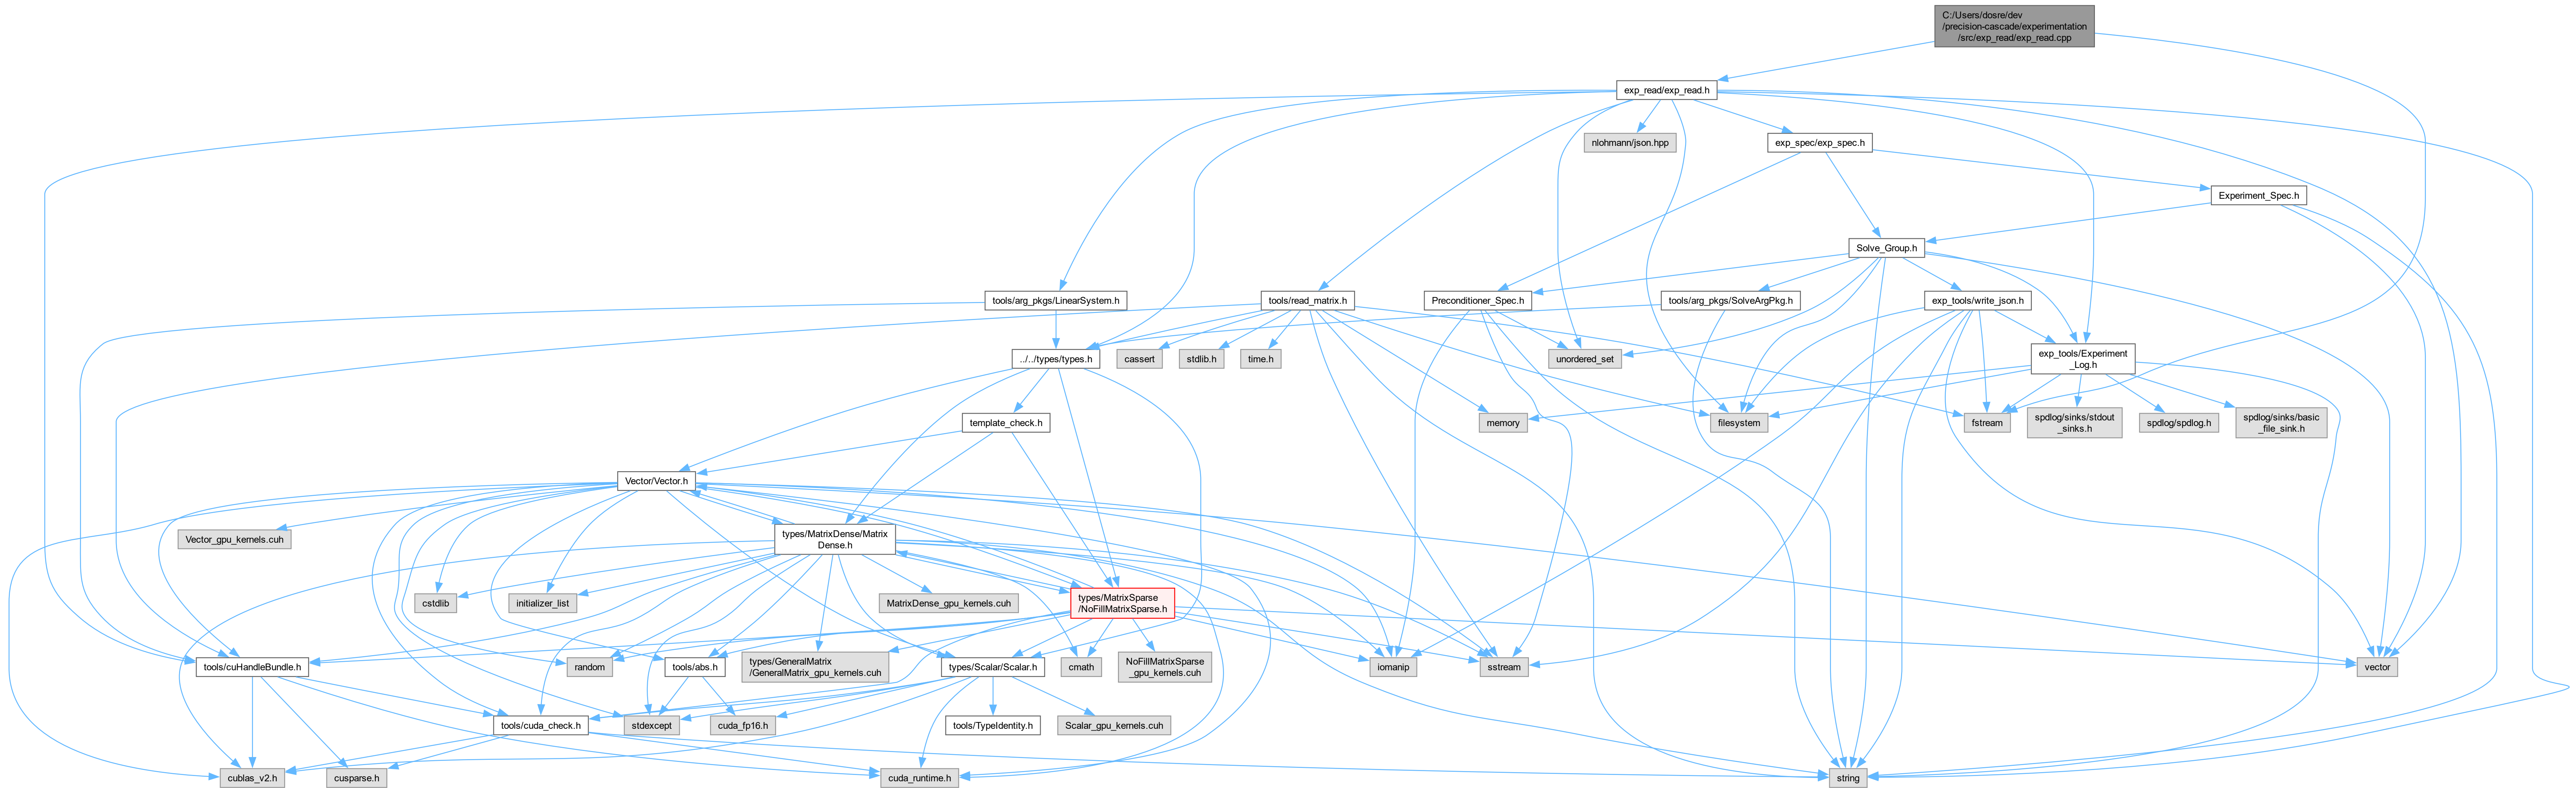 C:/Users/dosre/dev
/precision-cascade/experimentation
/src/exp_read/exp_read.cpp
exp_read/exp_read.h
nlohmann/json.hpp
exp_spec/exp_spec.h
Experiment_Spec.h
Solve_Group.h
tools/arg_pkgs/LinearSystem.h
tools/read_matrix.h
Preconditioner_Spec.h
tools/arg_pkgs/SolveArgPkg.h
exp_tools/write_json.h
../../types/types.h
cassert
stdlib.h
time.h
unordered_set
exp_tools/Experiment
_Log.h
template_check.h
memory
filesystem
fstream
spdlog/sinks/stdout
_sinks.h
spdlog/spdlog.h
spdlog/sinks/basic
_file_sink.h
Vector/Vector.h
Vector_gpu_kernels.cuh
types/MatrixDense/Matrix
Dense.h
cstdlib
initializer_list
MatrixDense_gpu_kernels.cuh
types/MatrixSparse
/NoFillMatrixSparse.h
tools/cuHandleBundle.h
random
tools/abs.h
types/GeneralMatrix
/GeneralMatrix_gpu_kernels.cuh
types/Scalar/Scalar.h
cmath
NoFillMatrixSparse
_gpu_kernels.cuh
iomanip
sstream
vector
tools/cuda_check.h
stdexcept
cuda_fp16.h
tools/TypeIdentity.h
Scalar_gpu_kernels.cuh
cublas_v2.h
cusparse.h
cuda_runtime.h
string